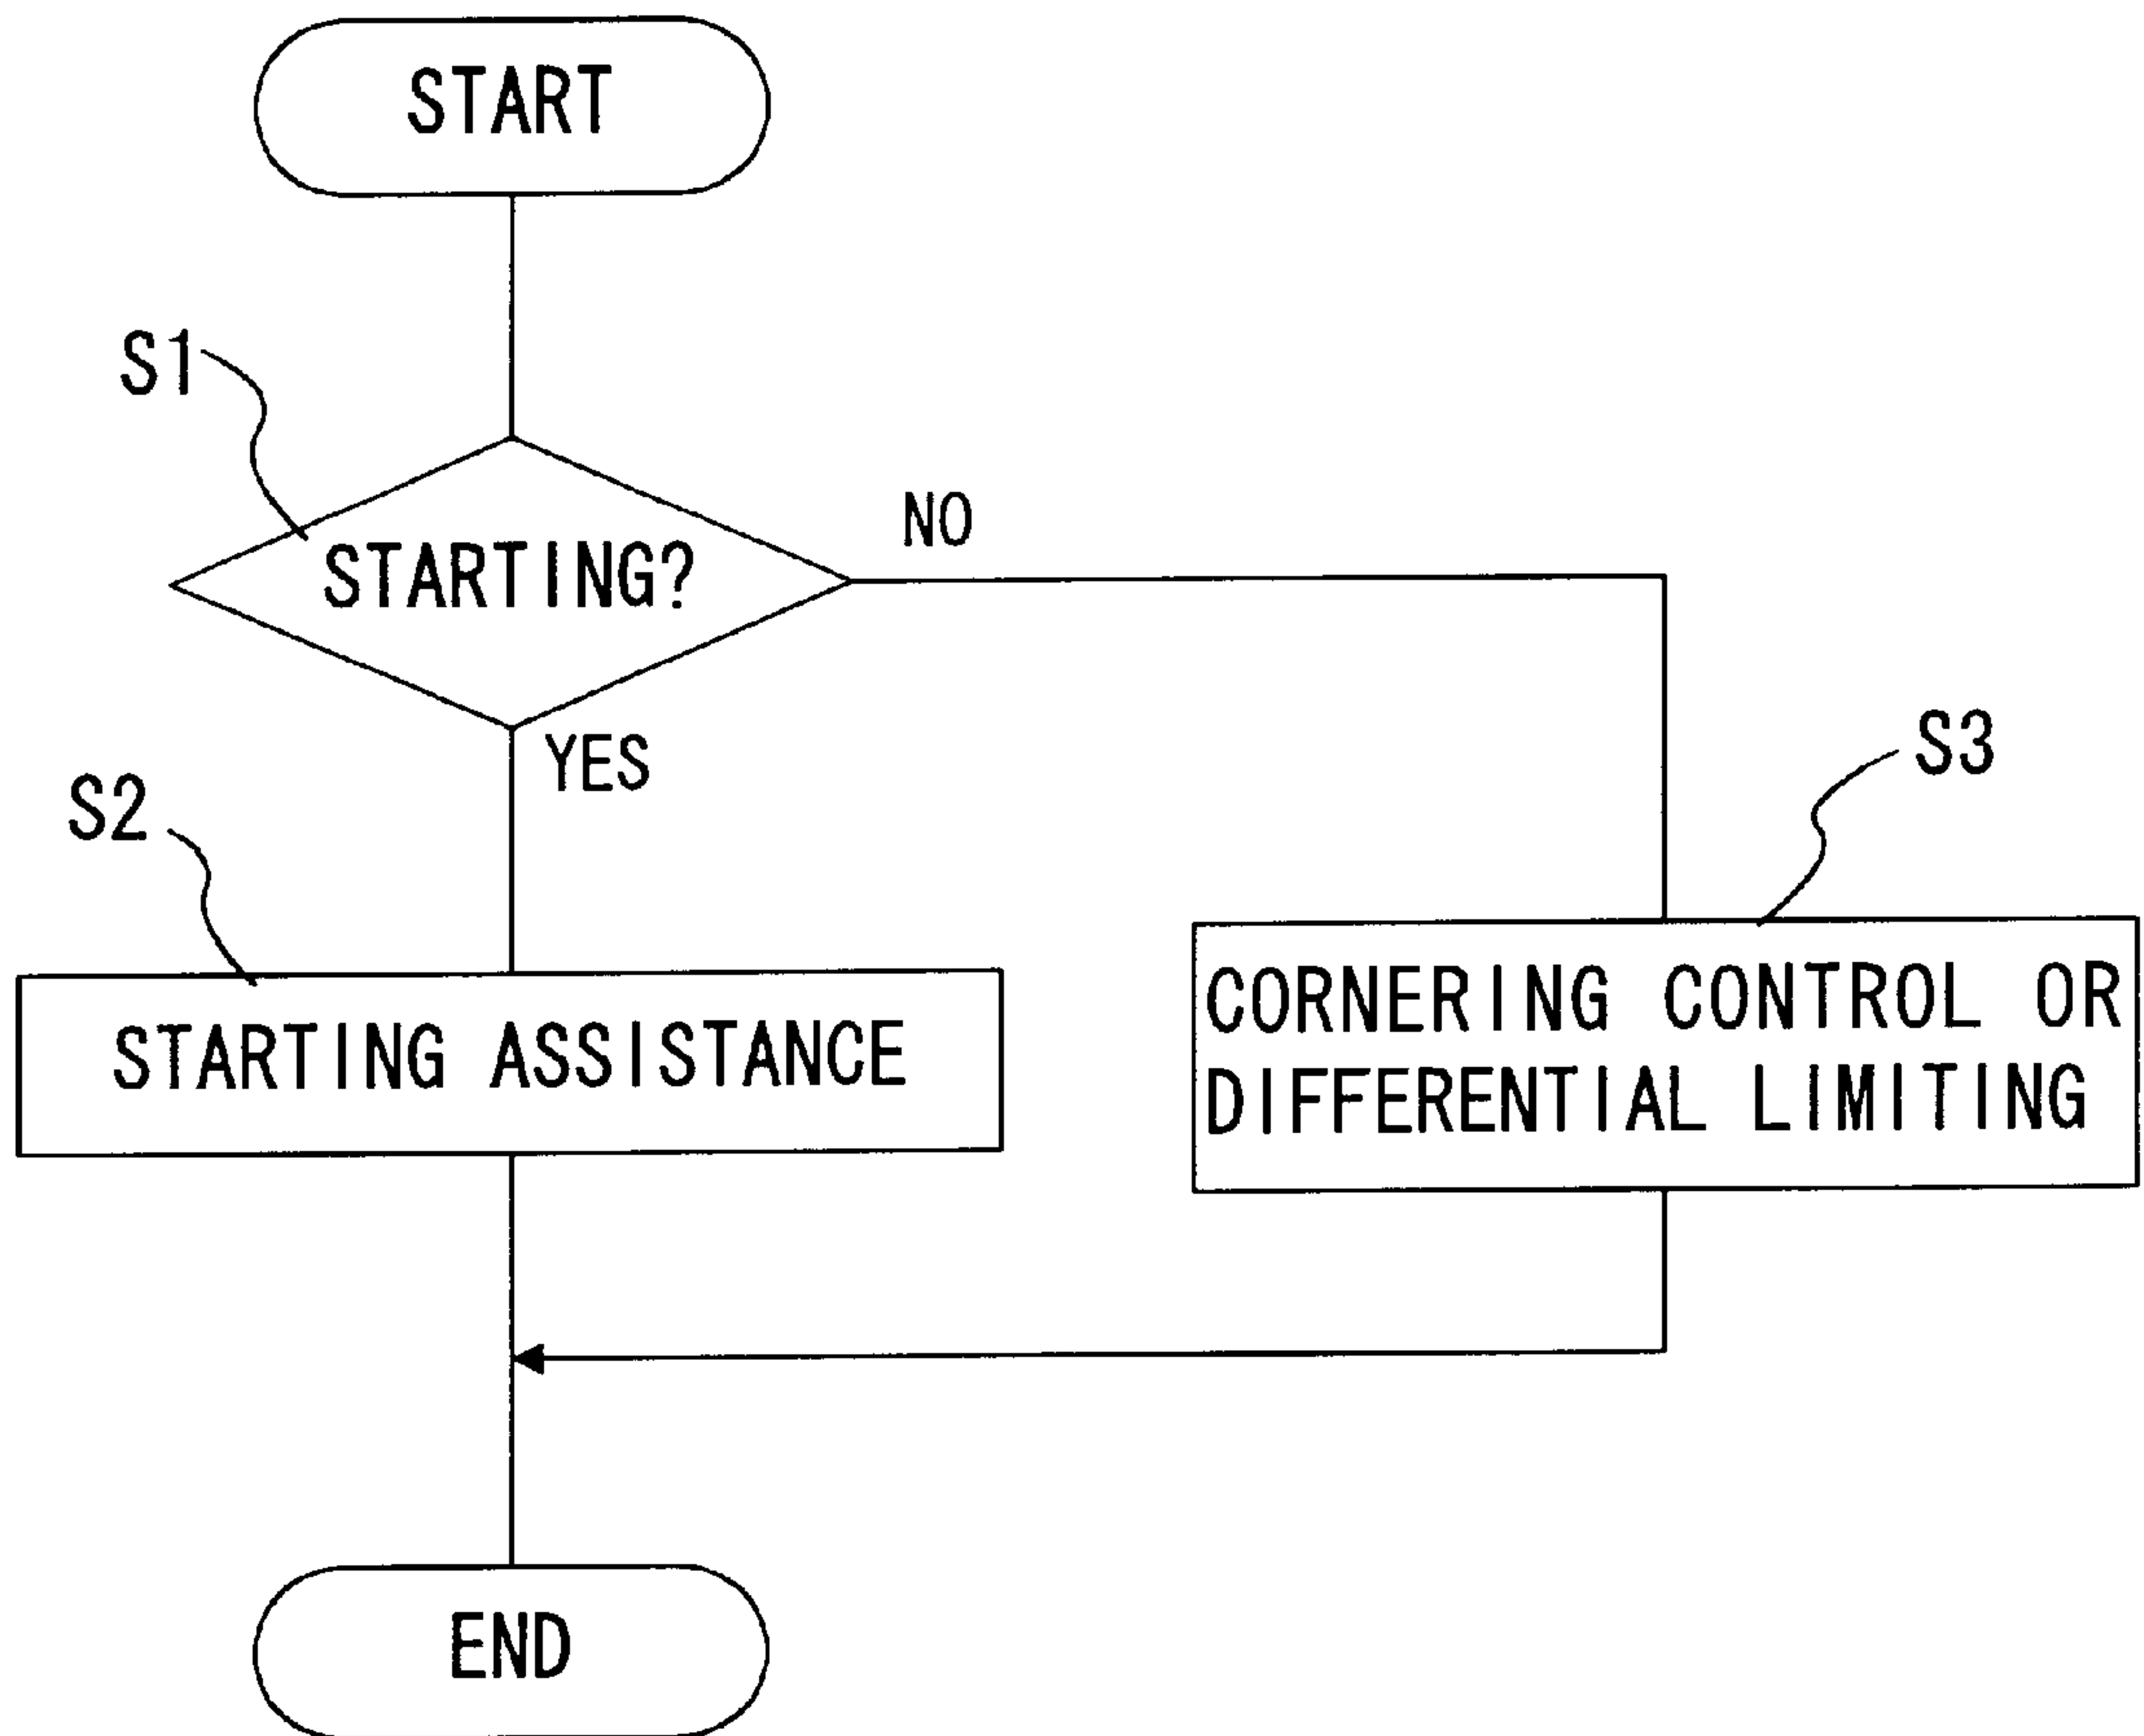 START
S1
STARTING?
NO
YES
S2
STARTING ASSISTANCE
S3
CORNERING CONTROL OR
DIFFERENTIAL LIMITING
END